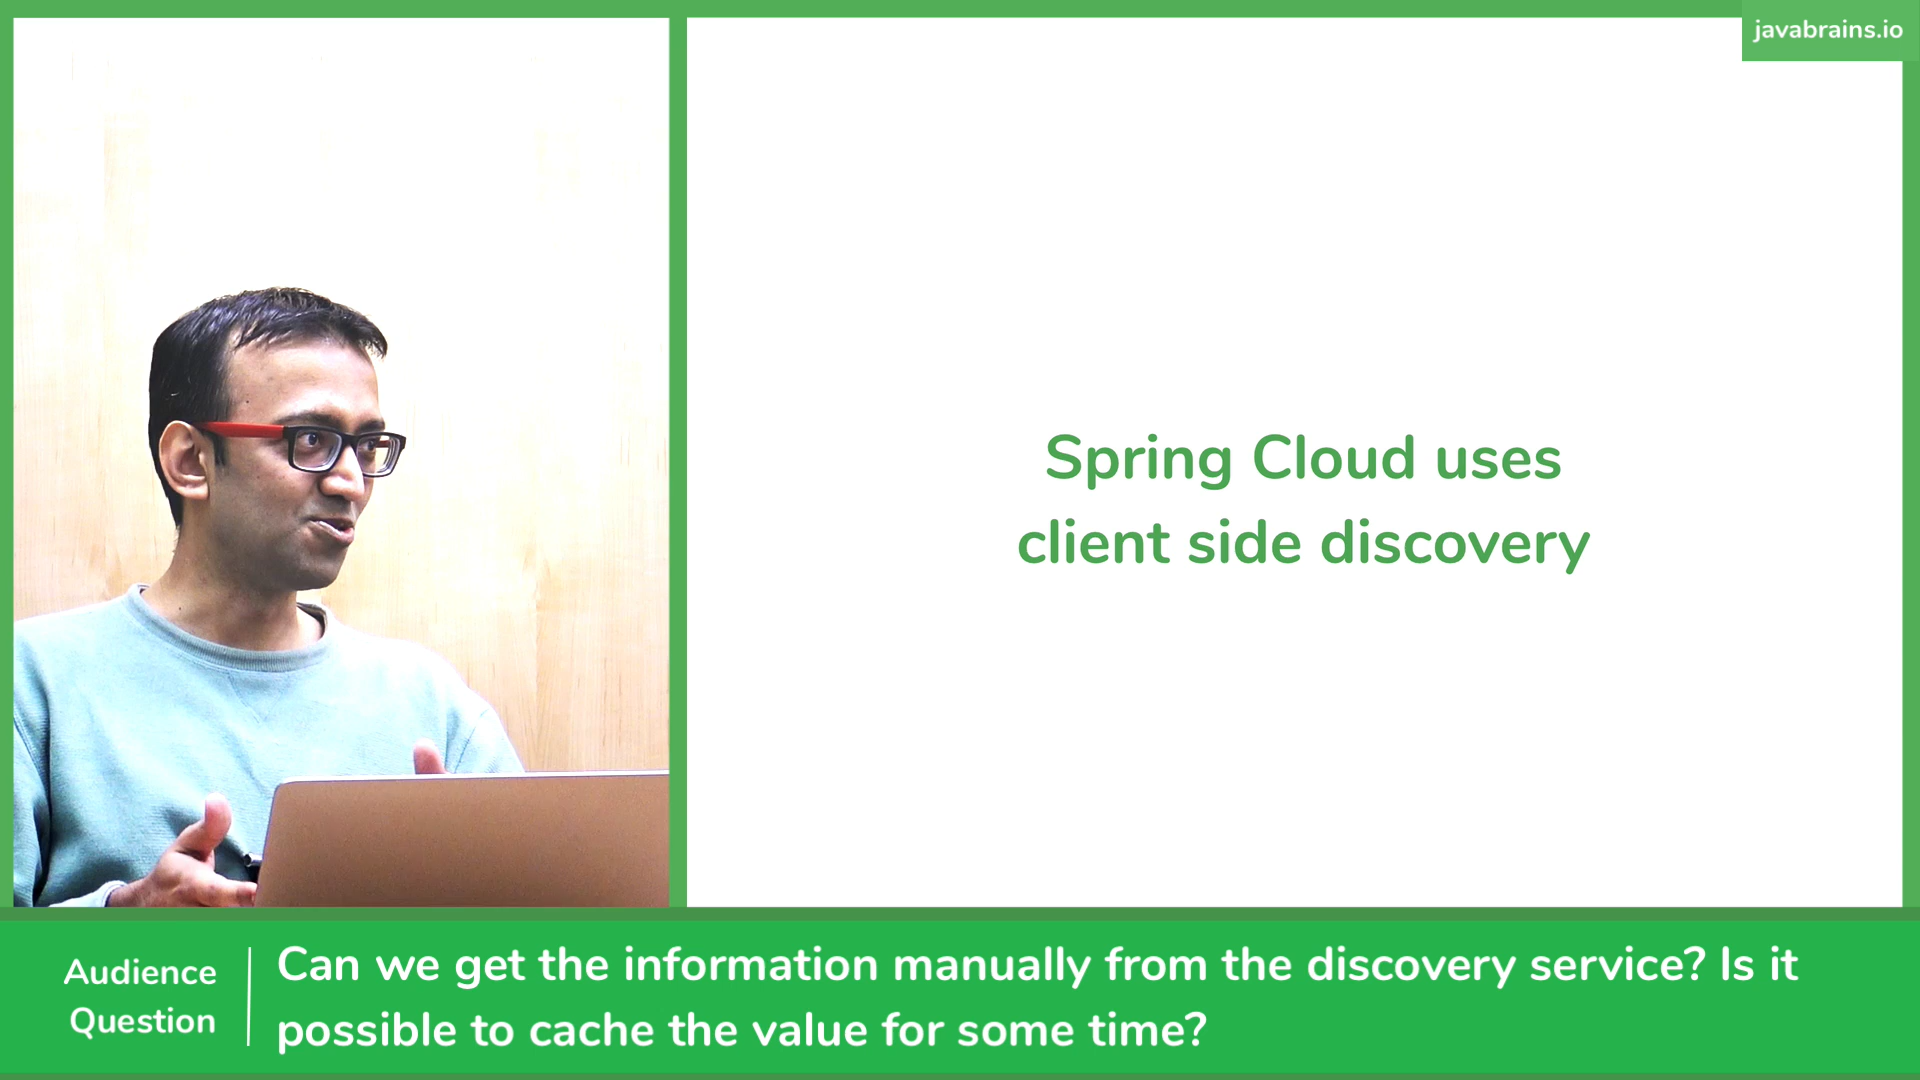 javabrains.io
Spring Cloud uses
client side discovery
Audience
Question
Can we get the information manually from the discovery service? Is it
possible to cache the value for some time?